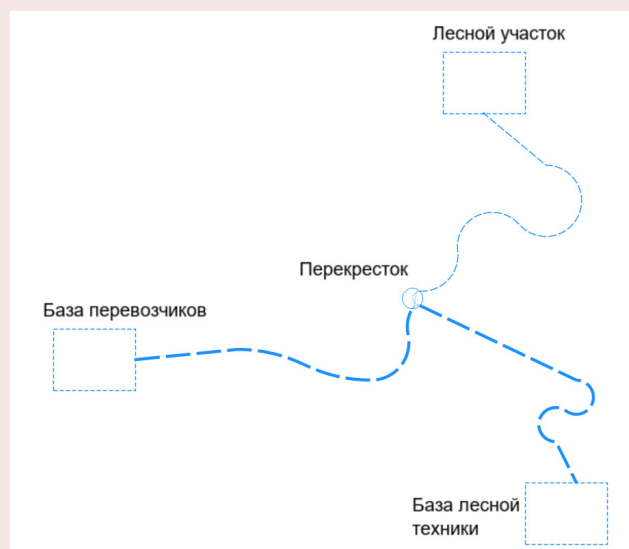 Лесной участок
Перекресток
База перевозчиков
База лесной
техники